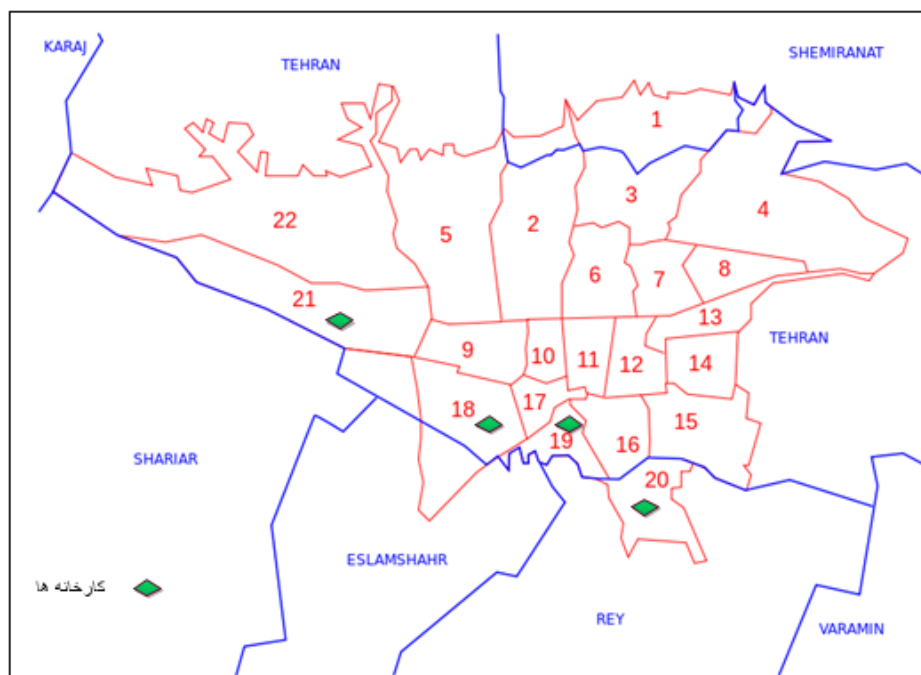 KARAJ
TEHRAN
SHEMIRANAT
1
3
4
22
5
2
6
7
8
21
13
TEHRAN
9
10
11
12
14
18
17
15
19
16
SHARIAR
20
ESLAMSHAHR
کارخانه ها
REY
VARAMIN